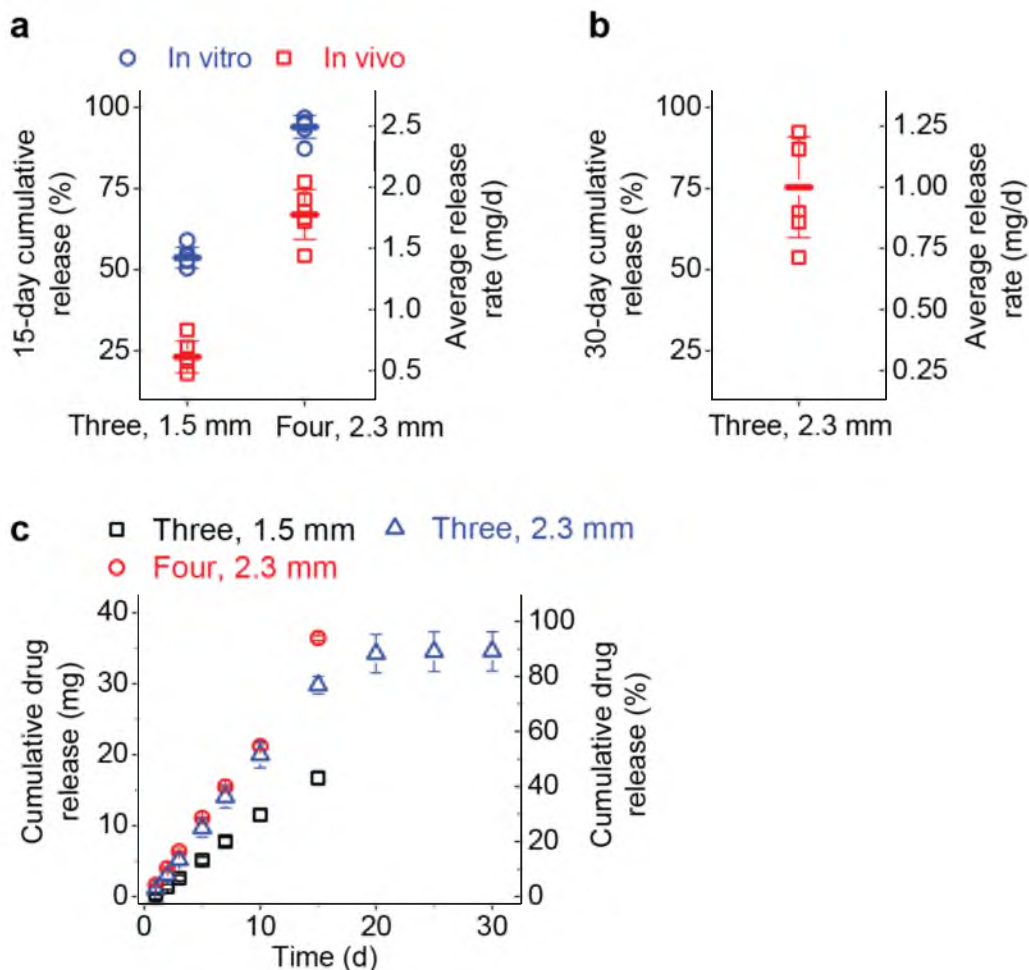 a
In vitro
In vivo
15-day cumulative
release (%)
100
75
50
25
2.5
2.0
1.5
1.0
0.5
Average release
rate (mg/d)
Three, 1.5 mm
Four, 2.3 mm
b
30-day cumulative
release (%)
100
75
50
25
1.25
1.00
0.75
0.50
0.25
Average release
rate (mg/d)
Three, 2.3 mm
c
Three, 1.5 mm
Three, 2.3 mm
Four, 2.3 mm
Cumulative drug
release (mg)
40
30
20
10
0
100
80
60
40
20
0
Cumulative drug
release (%)
0
10
20
30
Time (d)